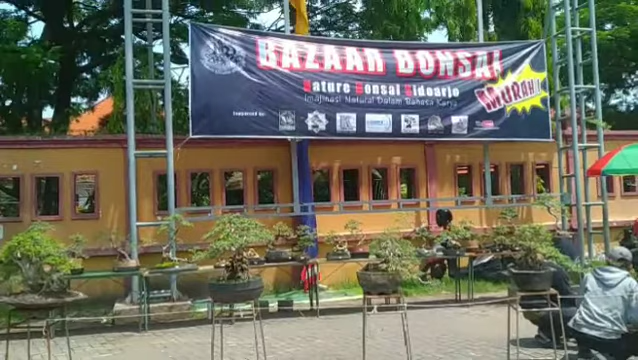 BAZAAR BONSAI
Nature Bonsai Sidoarjo
Imajinasi Natural Dalam Bahasa Karya
MURAH!!